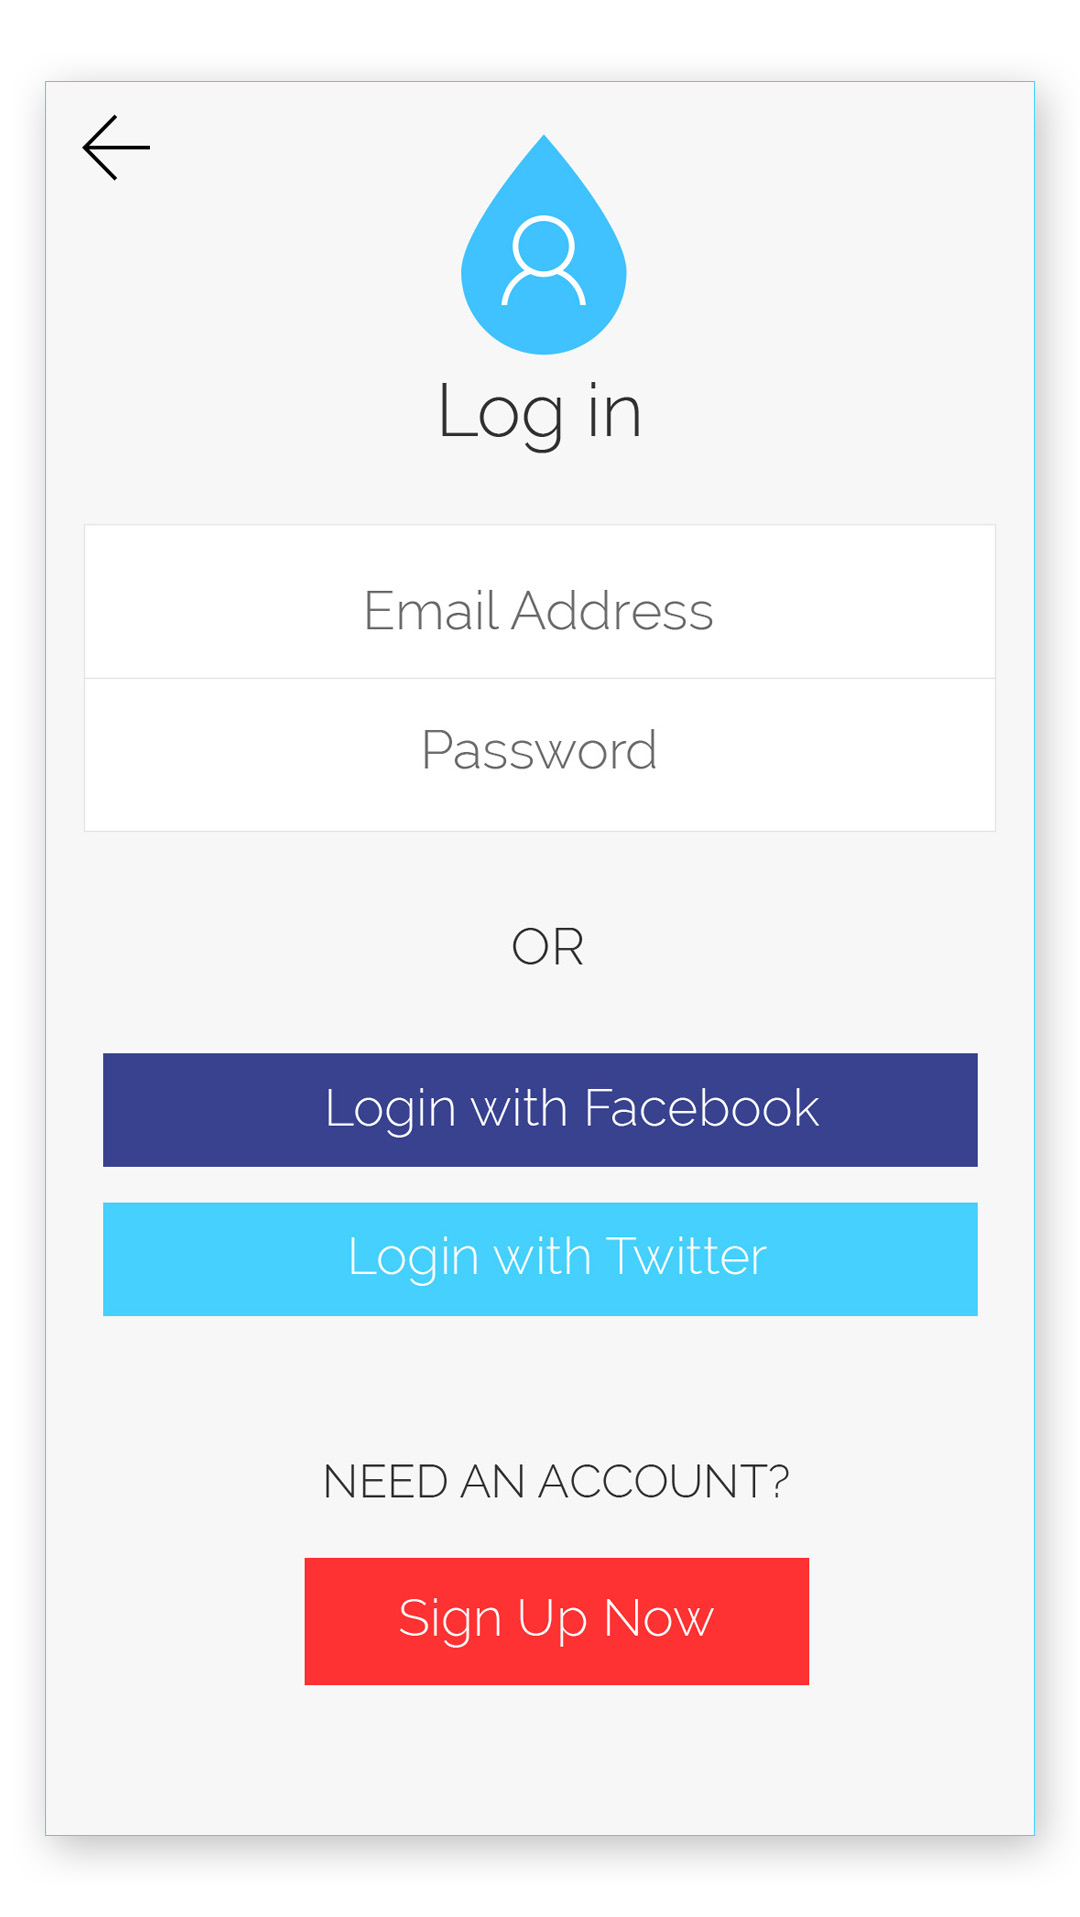 Log in
Email Address
Password
OR
Login with Facebook
Login with Twitter
NEED AN ACCOUNT?
Sign Up Now